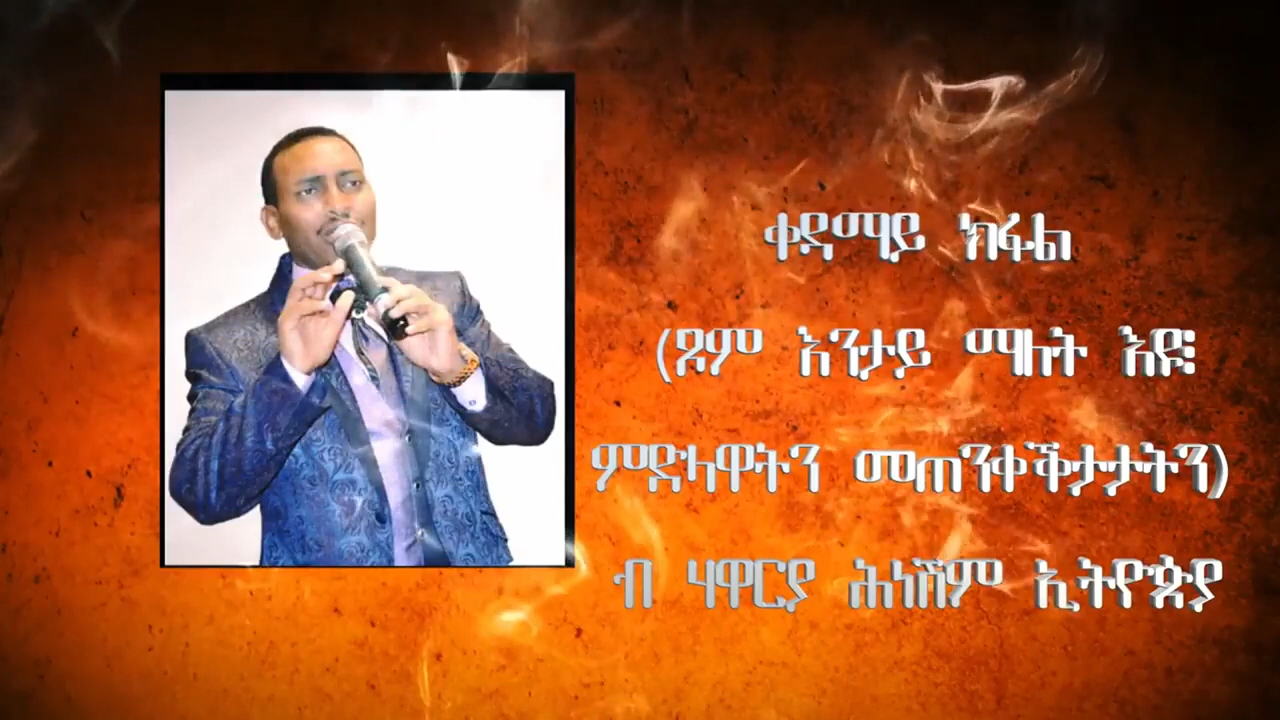 ቀዳማይ ክፋል
(ጾም እንታይ ማለት እዩ፧
ምድላዋትን መጠንቀቕታታትን)
ብ ሃዋርያ ሕነሽም ኢትዮጵያ